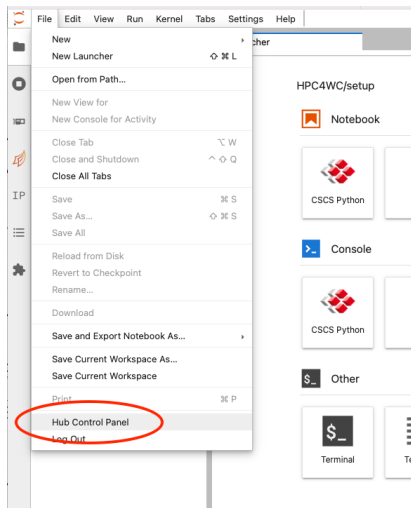 File Edit View Run Kernel Tabs Settings Help
New
New Launcher ⇧ ⌘ L
Open from Path...
New View for
New Console for Activity
Close Tab ⌥ W
Close and Shutdown ^ ⇧ Q
Close All Tabs
Save ⌘ S
Save As... ⇧ ⌘ S
Save All
Reload from Disk
Revert to Checkpoint
Rename...
Download
Save and Export Notebook As...
Save Current Workspace As...
Save Current Workspace
Print... ⌘ P
Hub Control Panel
Log Out
IP
cher
HPC4WC/setup
Notebook
CSCS Python
Console
CSCS Python
$_ Other
$_
Terminal